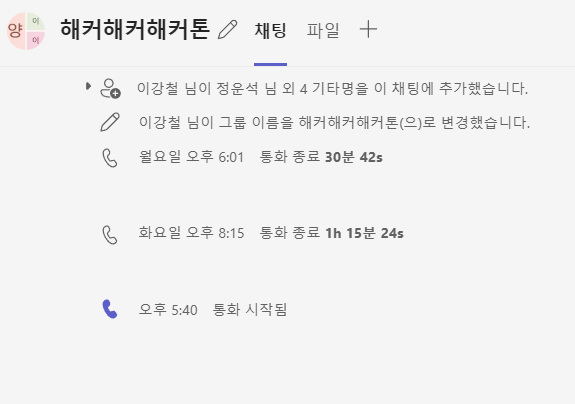 양 이 이 해커해커해커톤 채팅 파일
이강철 님이 정운석 님 외 4 기타명을 이 채팅에 추가했습니다.
이강철 님이 그룹 이름을 해커해커해커톤(으)로 변경했습니다.
월요일 오후 6:01 통화 종료 30분 42s
화요일 오후 8:15 통화 종료 1h 15분 24s
오후 5:40 통화 시작됨